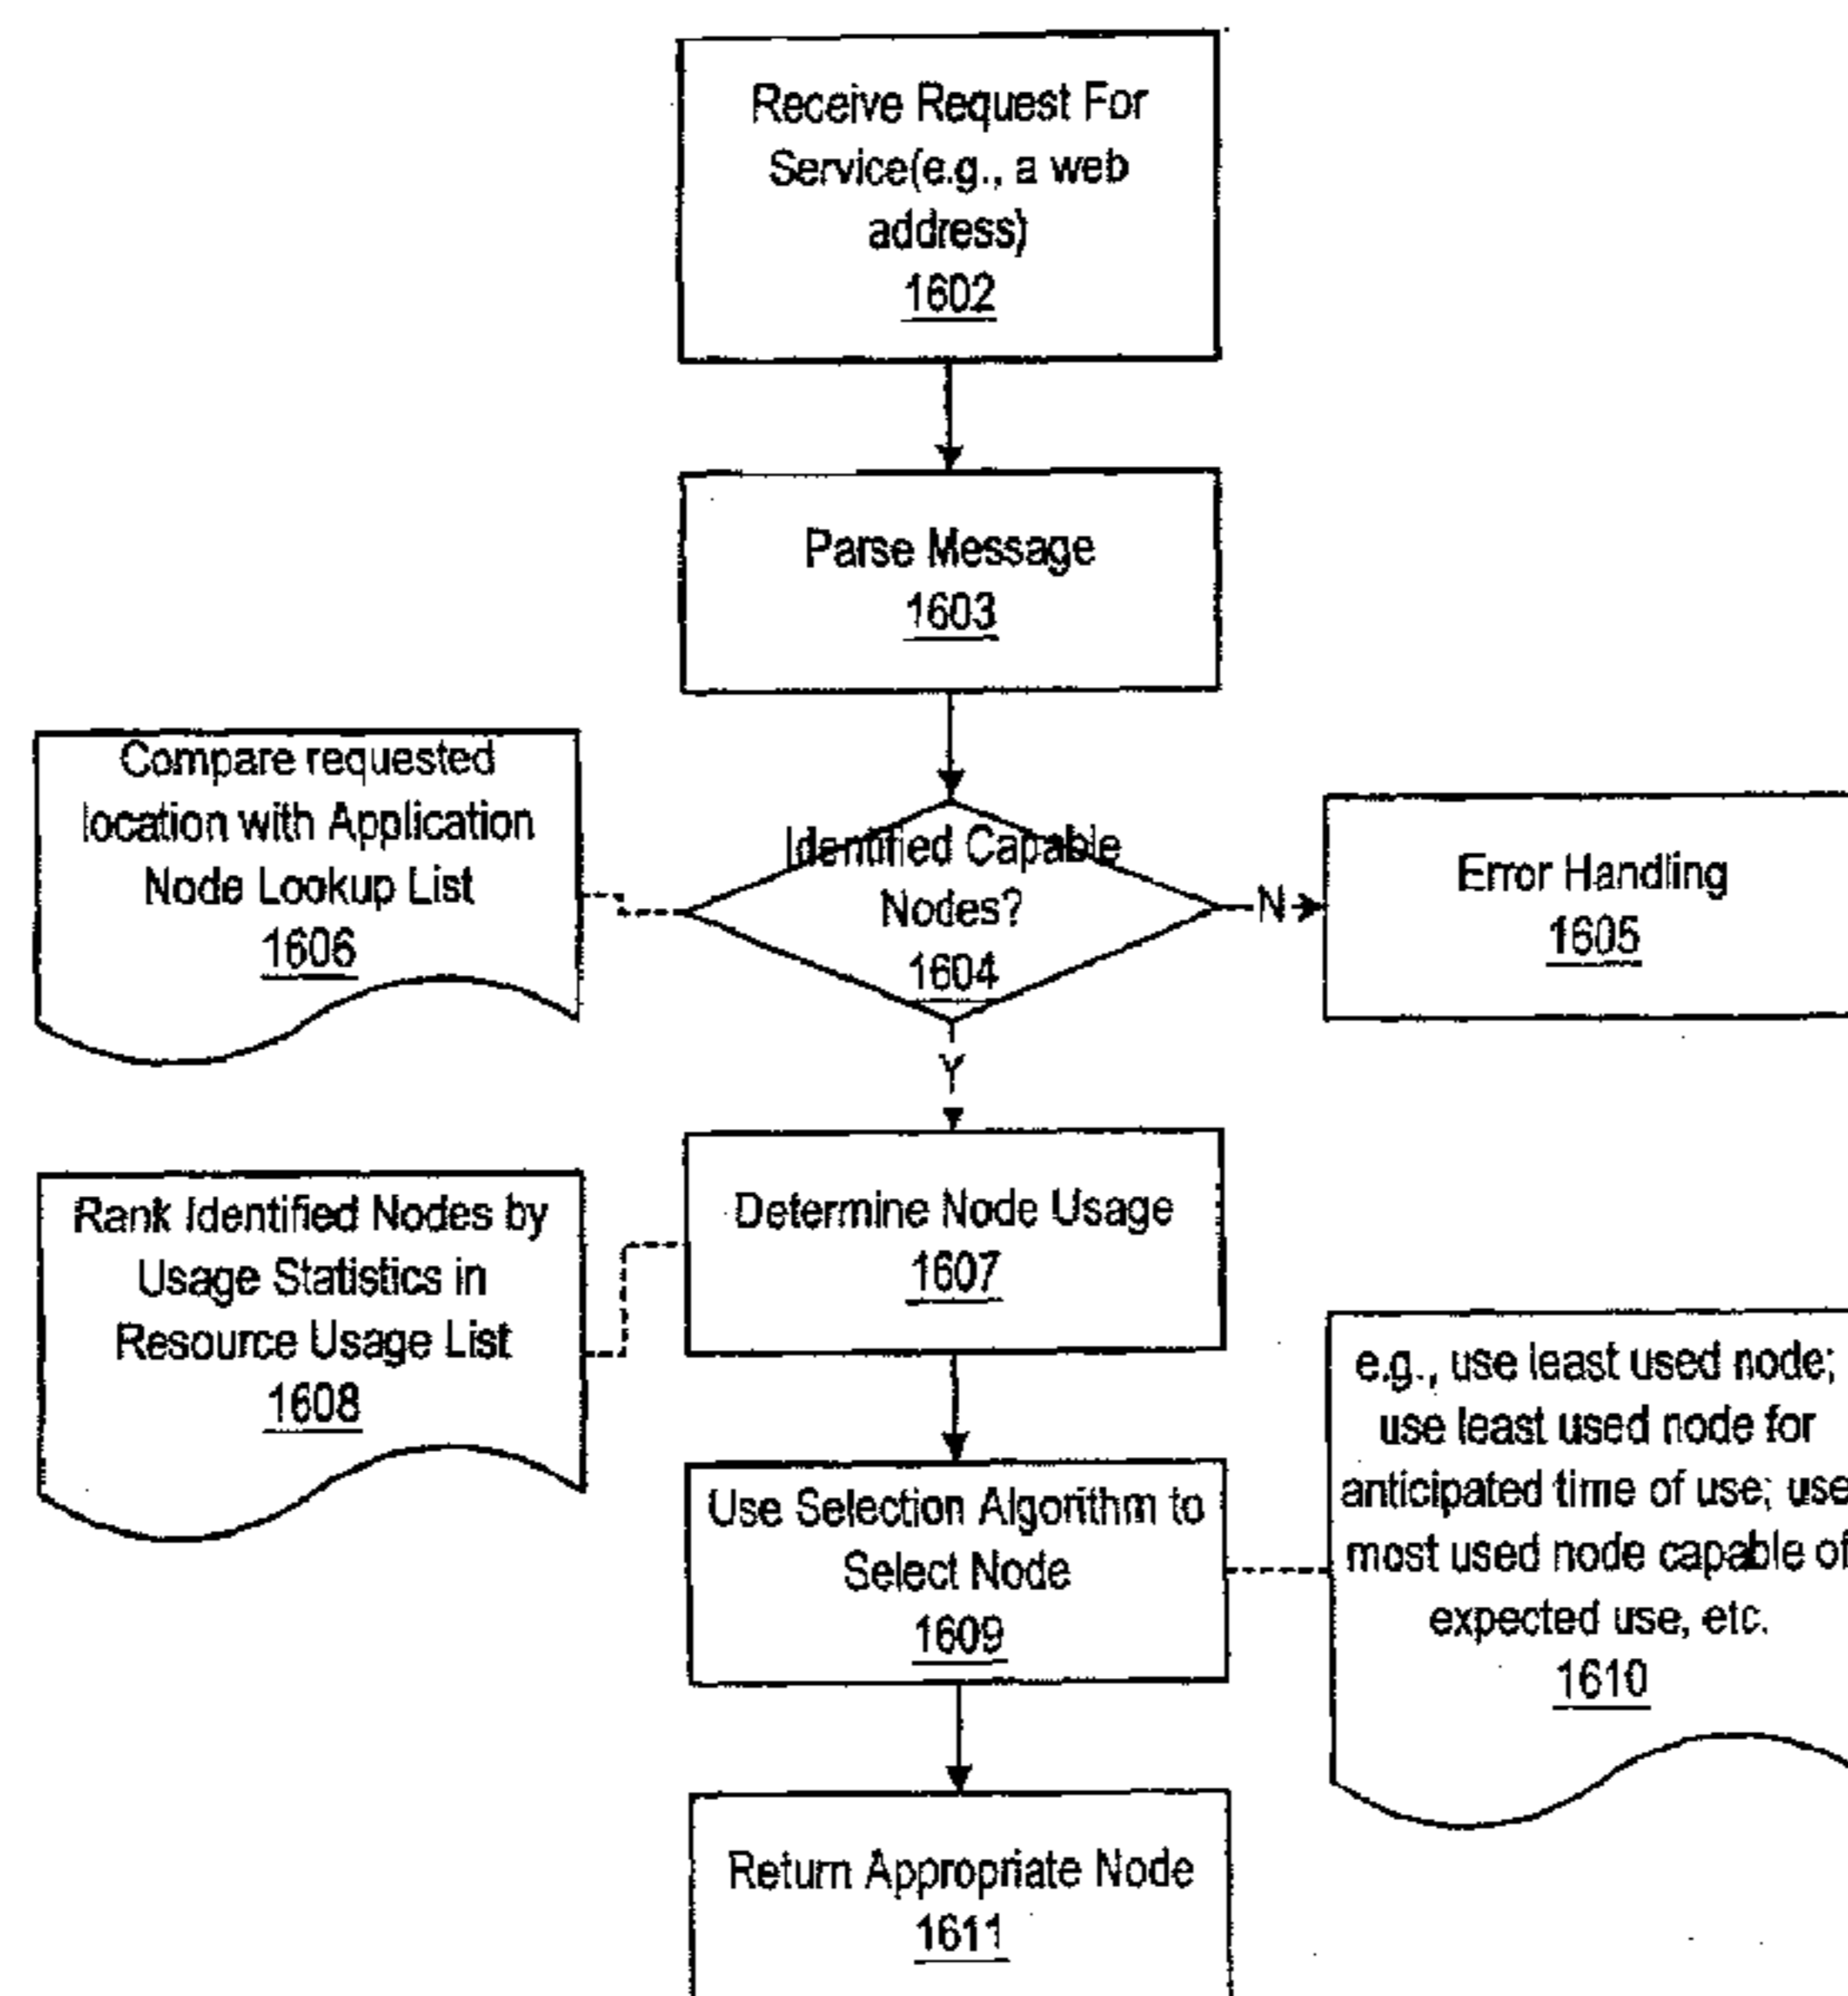 Receive Request For
Service(e.g., a web
address)
1602
Parse Message
1603
Compare requested
location with Application
Node Lookup List
1606
Identified Capable
Nodes?
1604
N
Error Handling
1605
Y
Rank Identified Nodes by
Usage Statistics in
Resource Usage List
1608
Determine Node Usage
1607
e.g., use least used node;
use least used node for
anticipated time of use; use
most used node capable of
expected use, etc.
1610
Use Selection Algorithm to
Select Node
1609
Return Appropriate Node
1611